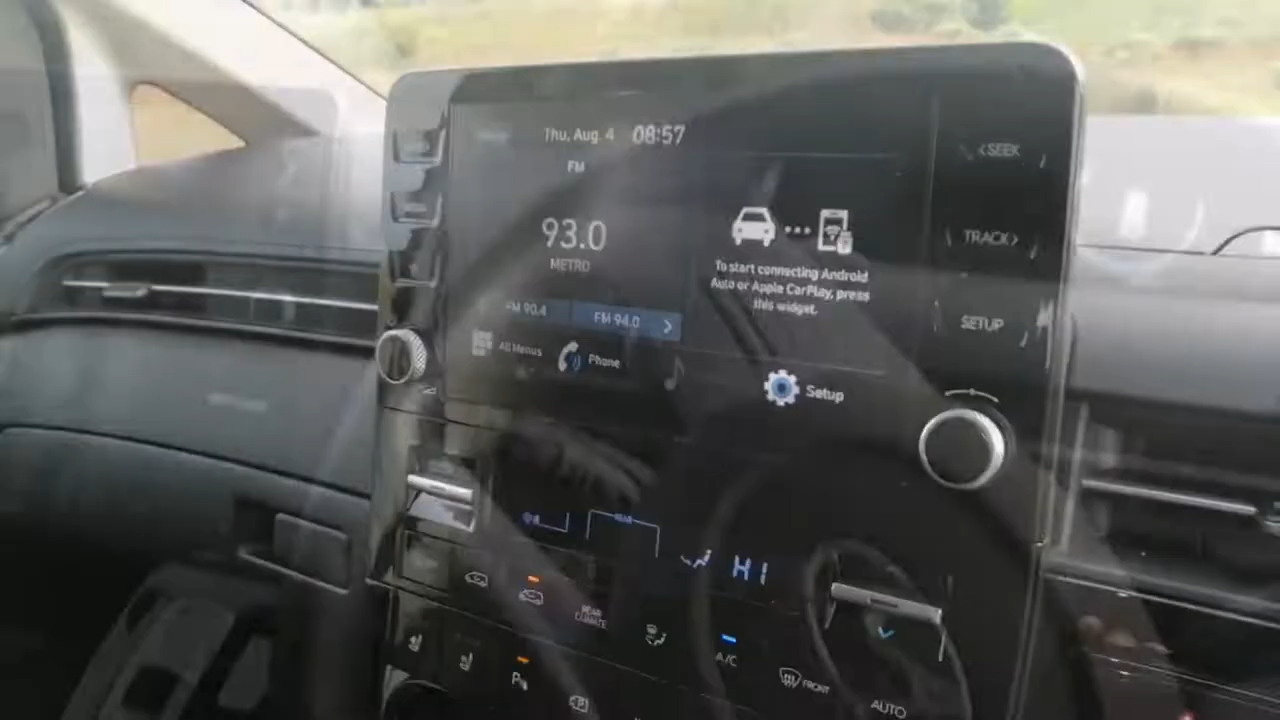 Thu, Aug. 4 08:57
FM
93.0
METRO
FM 90.4
FM 94.0
All Menus
Phone
To start connecting Android
Auto or Apple CarPlay, press
this widget.
Setup
<SEEK
TRACK>
SETUP
REAR
HI
REAR
CLIMATE
A/C
FRONT
AUTO
P